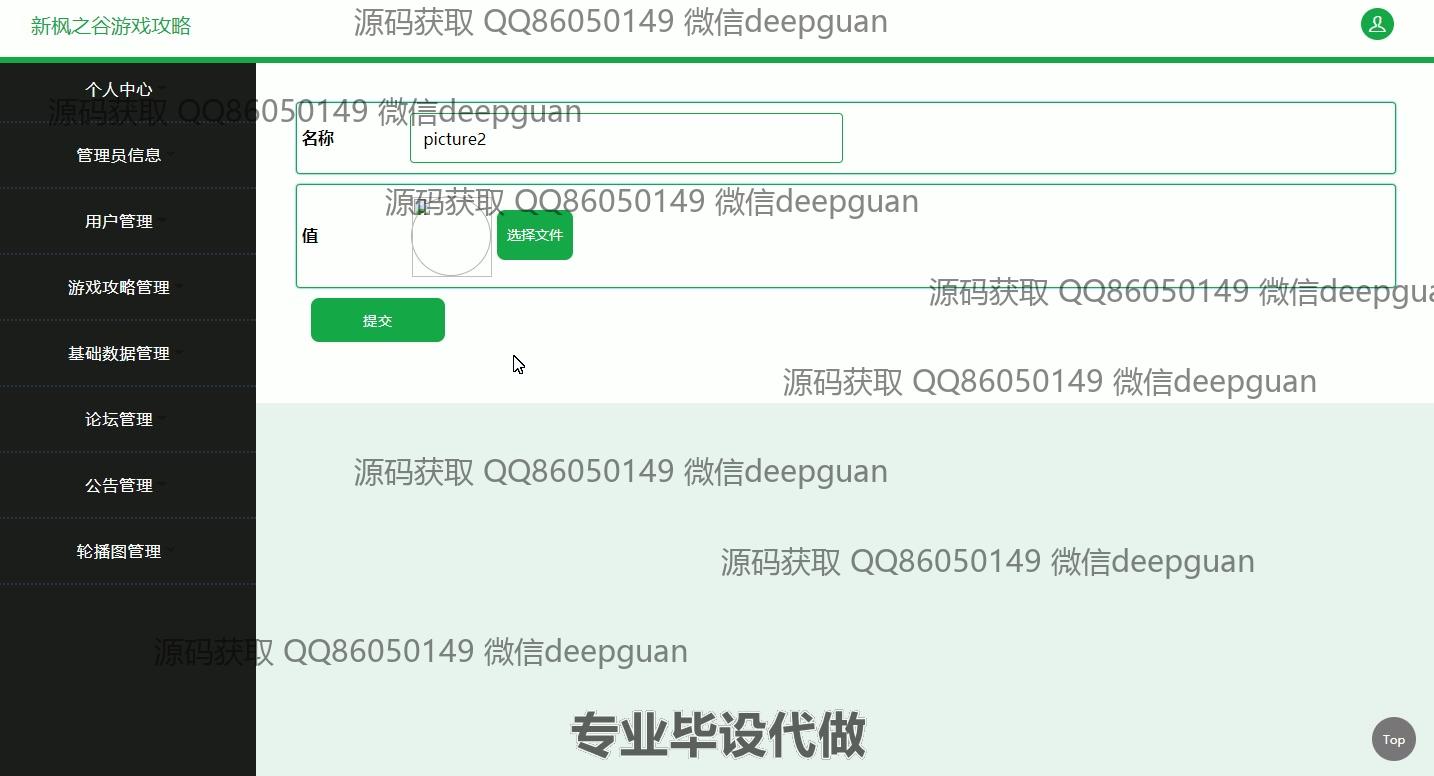 新枫之谷游戏攻略
源码获取 QQ86050149 微信deepguan
个人中心
源码获取 QQ86050149 微信deepguan
名称
picture2
管理员信息
源码获取 QQ86050149 微信deepguan
用户管理
值
选择文件
游戏攻略管理
源码获取 QQ86050149 微信deepgua
提交
基础数据管理
源码获取 QQ86050149 微信deepguan
论坛管理
源码获取 QQ86050149 微信deepguan
公告管理
轮播图管理
源码获取 QQ86050149 微信deepguan
源码获取 QQ86050149 微信deepguan
专业毕设代做
Top